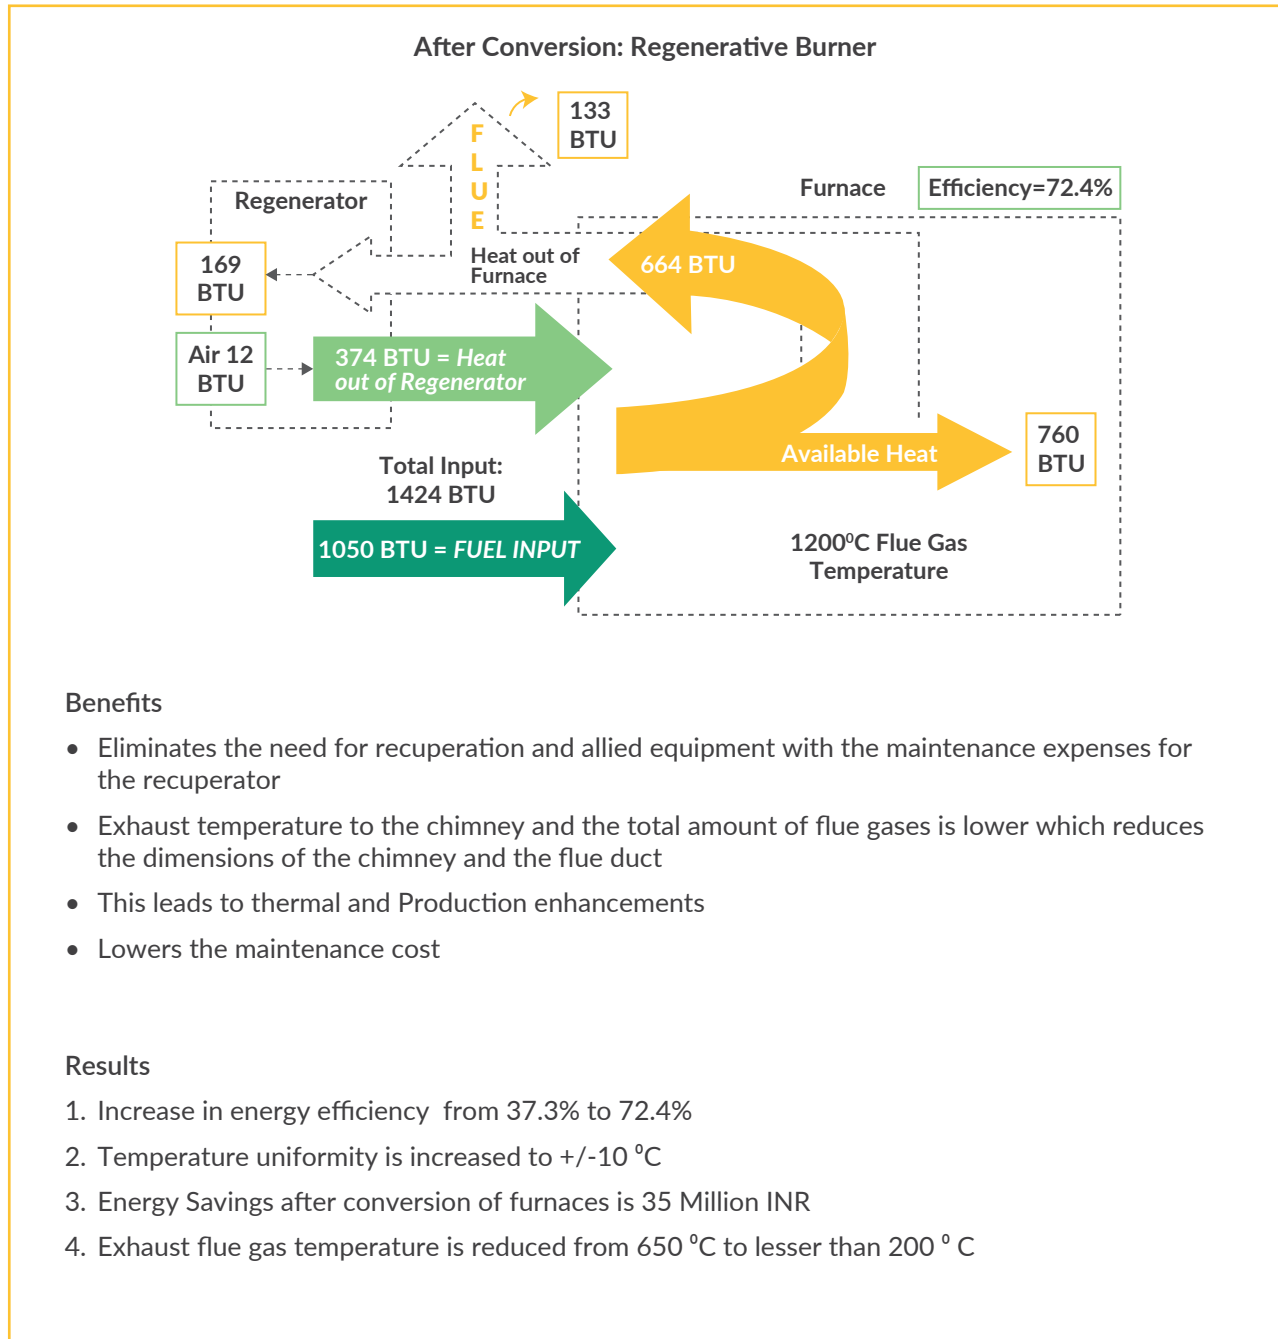 After Conversion: Regenerative Burner
133
BTU
FLUE
Regenerator
Furnace
Efficiency=72.4%
169
BTU
Heat out of
Furnace
664 BTU
Air 12
BTU
374 BTU = Heat
out of Regenerator
Available Heat
760
BTU
Total Input:
1424 BTU
1050 BTU = FUEL INPUT
1200⁰C Flue Gas
Temperature
Benefits
• Eliminates the need for recuperation and allied equipment with the maintenance expenses for
the recuperator
• Exhaust temperature to the chimney and the total amount of flue gases is lower which reduces
the dimensions of the chimney and the flue duct
• This leads to thermal and Production enhancements
• Lowers the maintenance cost
Results
1. Increase in energy efficiency from 37.3% to 72.4%
2. Temperature uniformity is increased to +/-10 ⁰C
3. Energy Savings after conversion of furnaces is 35 Million INR
4. Exhaust flue gas temperature is reduced from 650 ⁰C to lesser than 200 ⁰ C